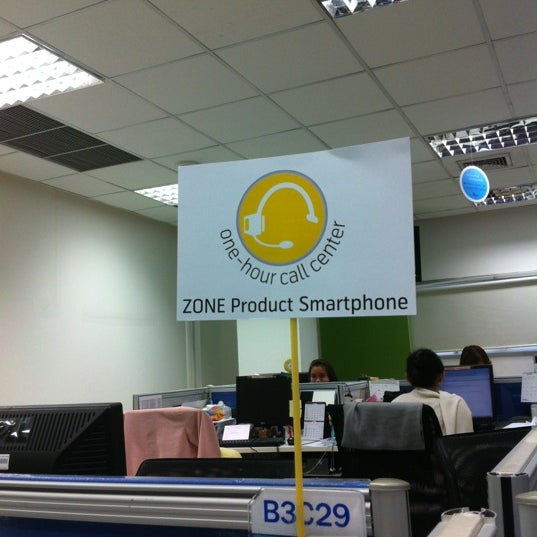 one-hour call center
ZONE Product Smartphone
B3C29